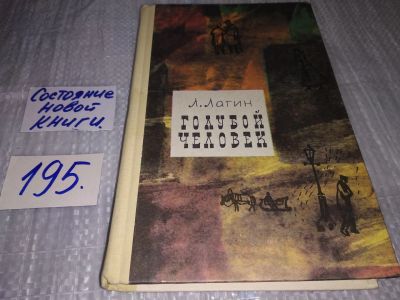 Состояние
новой
книги.
195.
Л. Лагин
ГОЛУБОЙ
ЧЕЛОВЕК